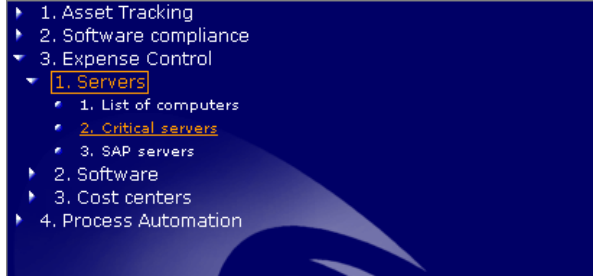 1. Asset Tracking
2. Software compliance
3. Expense Control
1. Servers
1. List of computers
2. Critical servers
3. SAP servers
2. Software
3. Cost centers
4. Process Automation